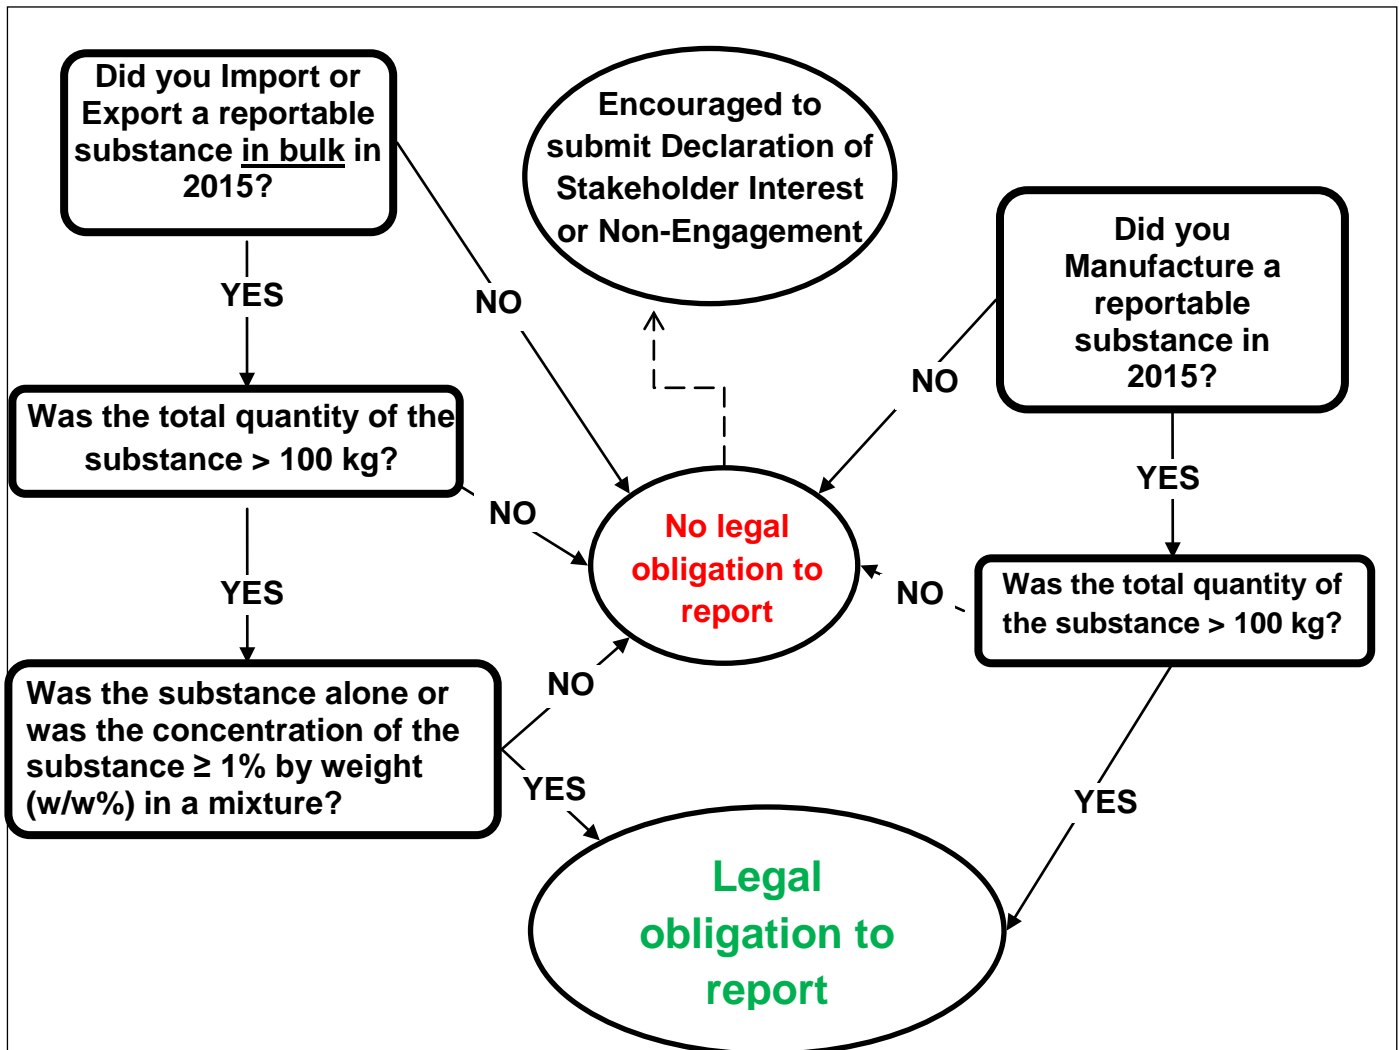 Did you Import or
Export a reportable
substance in bulk in
2015?
YES
NO
Was the total quantity of the
substance > 100 kg?
NO
YES
Was the substance alone or
was the concentration of the
substance ≥ 1% by weight
(w/w%) in a mixture?
NO
YES
Encouraged to
submit Declaration of
Stakeholder Interest
or Non-Engagement
No legal
obligation to
report
Did you
Manufacture a
reportable
substance in
2015?
NO
YES
Was the total quantity of
the substance > 100 kg?
NO
YES
Legal
obligation to
report